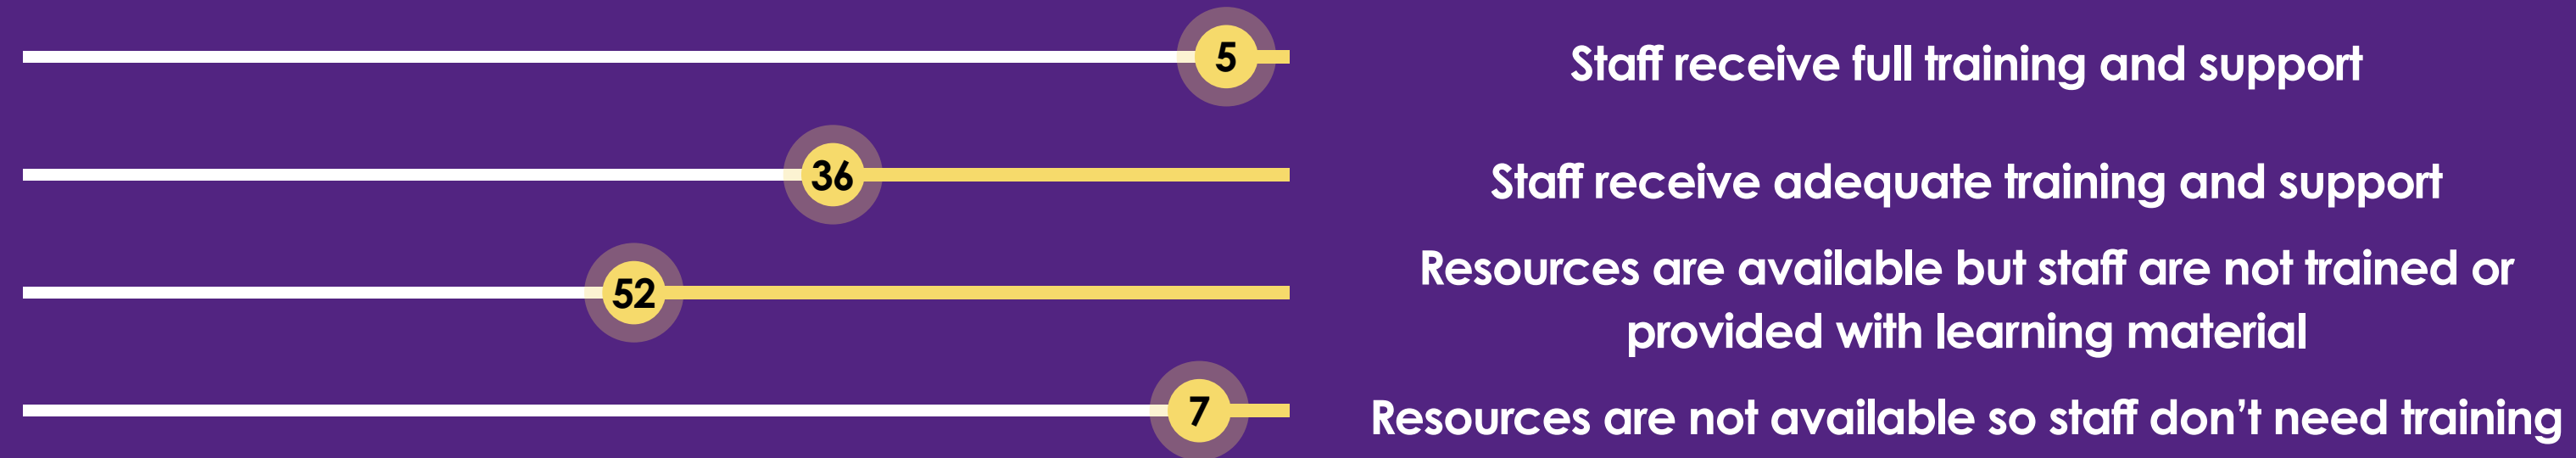 5 Staff receive full training and support
36 Staff receive adequate training and support
52 Resources are available but staff are not trained or
provided with learning material
7 Resources are not available so staff don’t need training